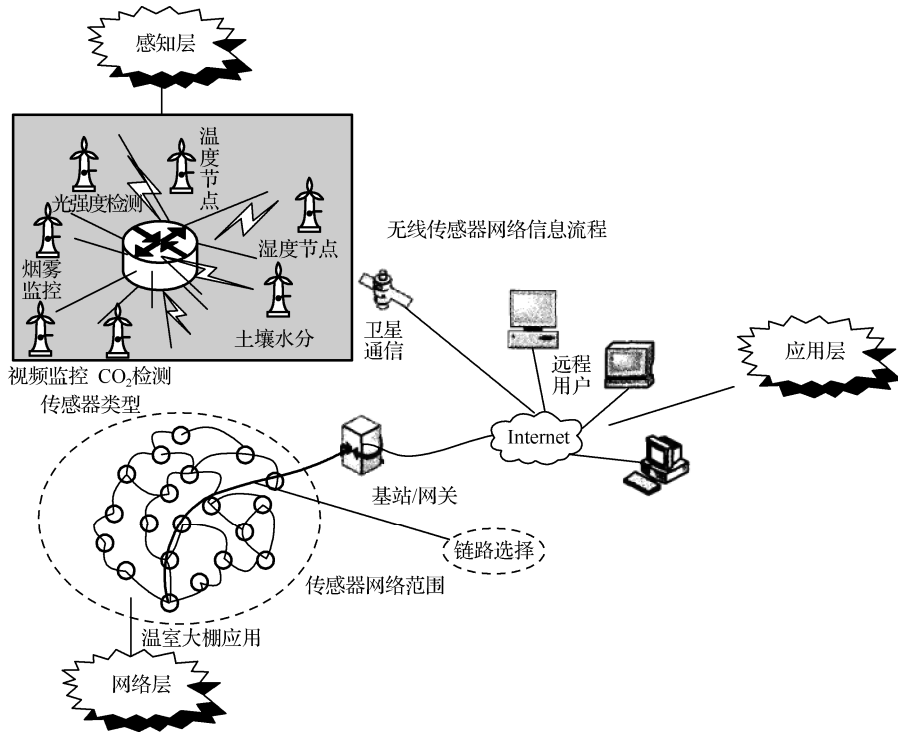 感知层
温度节点
光强度检测
湿度节点
烟雾
监控
土壤水分
视频监控 CO₂检测
传感器类型
无线传感器网络信息流程
卫星
通信
远程
用户
应用层
Internet
基站/网关
链路选择
传感器网络范围
温室大棚应用
网络层